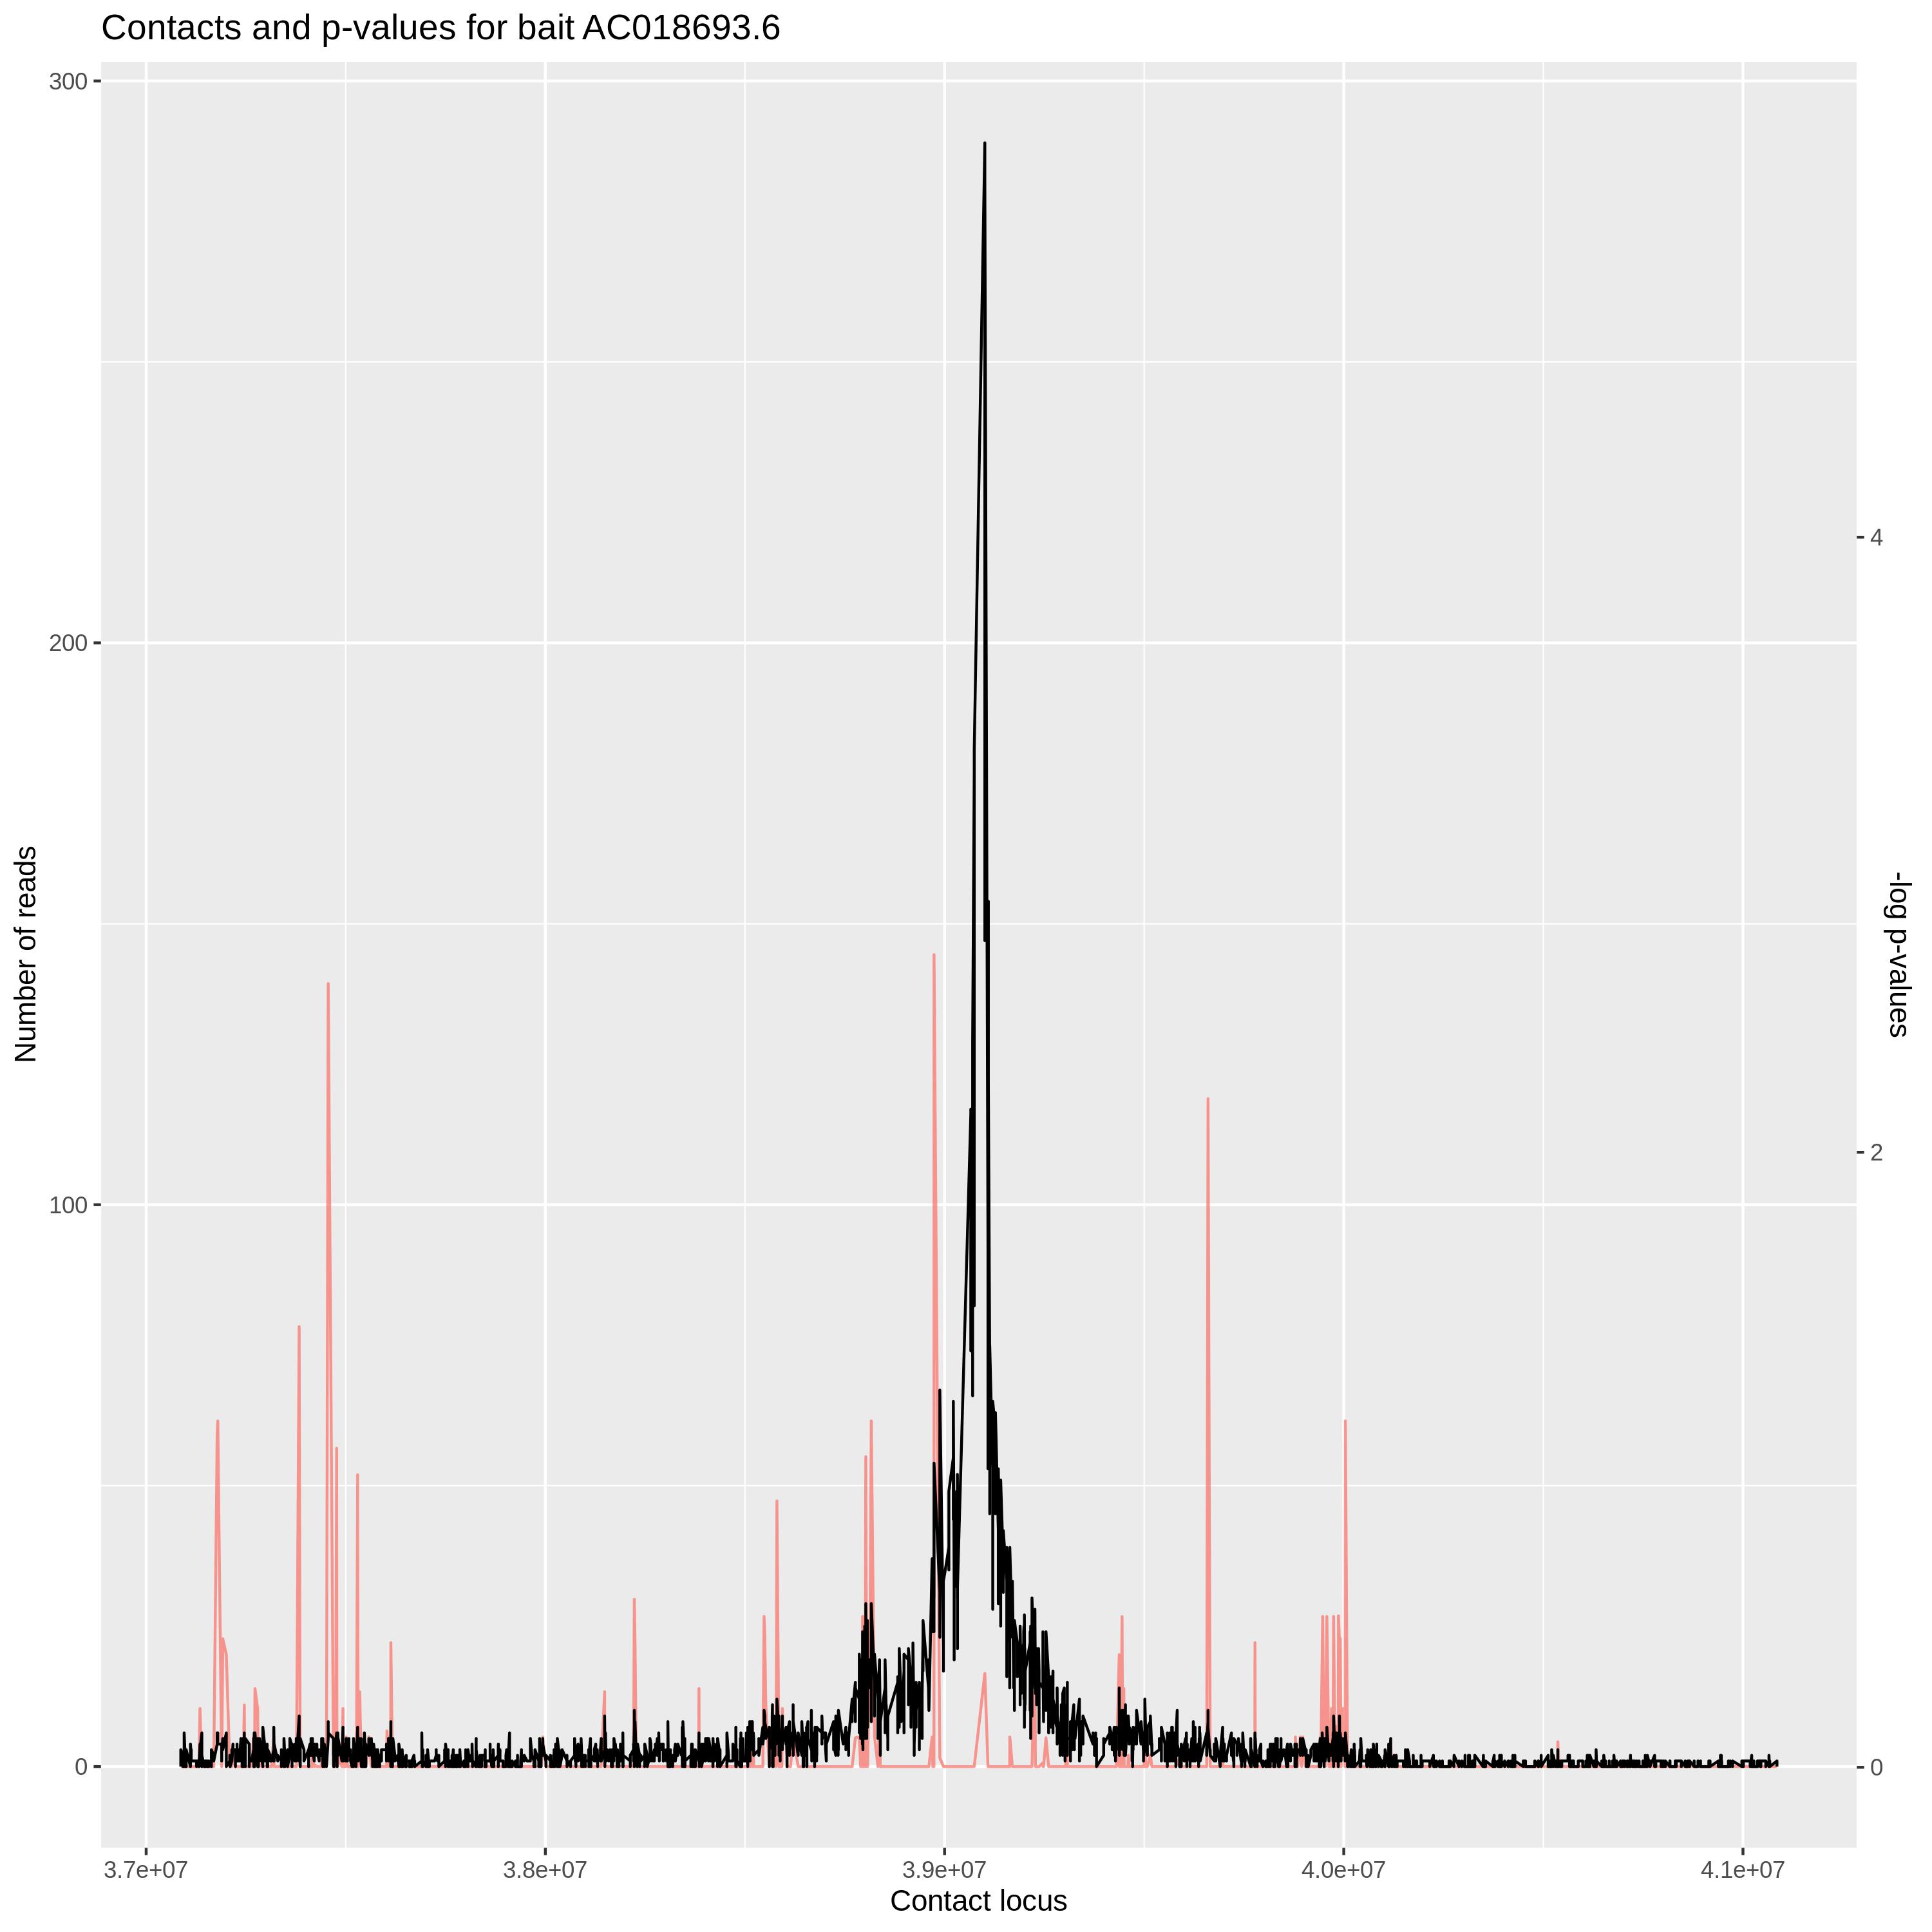 Contacts and p-values for bait AC018693.6
300
200
100
0
Number of reads
4
2
0
-log p-values
3.7e+07 3.8e+07 3.9e+07 4.0e+07 4.1e+07
Contact locus